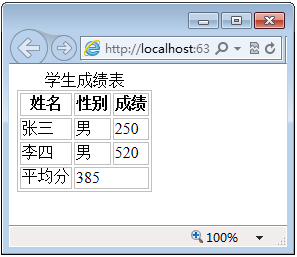 http://localhost:63
学生成绩表
姓名 性别 成绩
张三 男 250
李四 男 520
平均分 385
100%